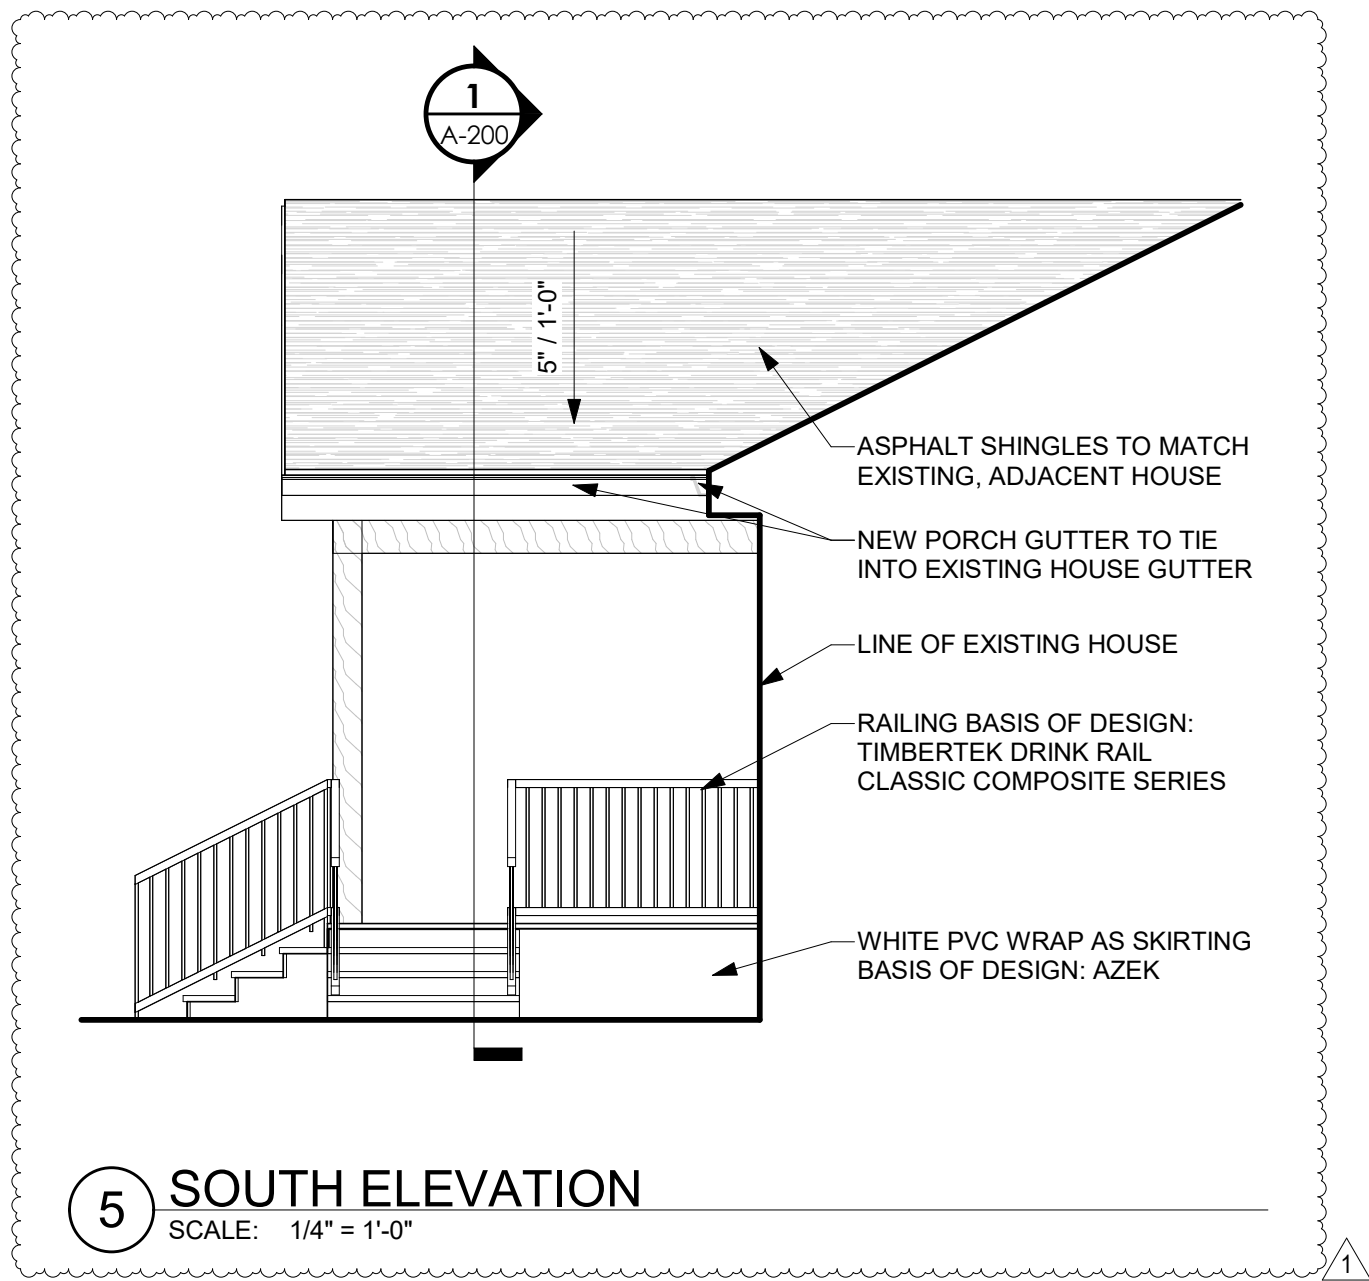 1
A-200
5" / 1'-0"
ASPHALT SHINGLES TO MATCH
EXISTING, ADJACENT HOUSE
NEW PORCH GUTTER TO TIE
INTO EXISTING HOUSE GUTTER
LINE OF EXISTING HOUSE
RAILING BASIS OF DESIGN:
TIMBERTEK DRINK RAIL
CLASSIC COMPOSITE SERIES
WHITE PVC WRAP AS SKIRTING
BASIS OF DESIGN: AZEK
5 SOUTH ELEVATION
SCALE: 1/4" = 1'-0"
1